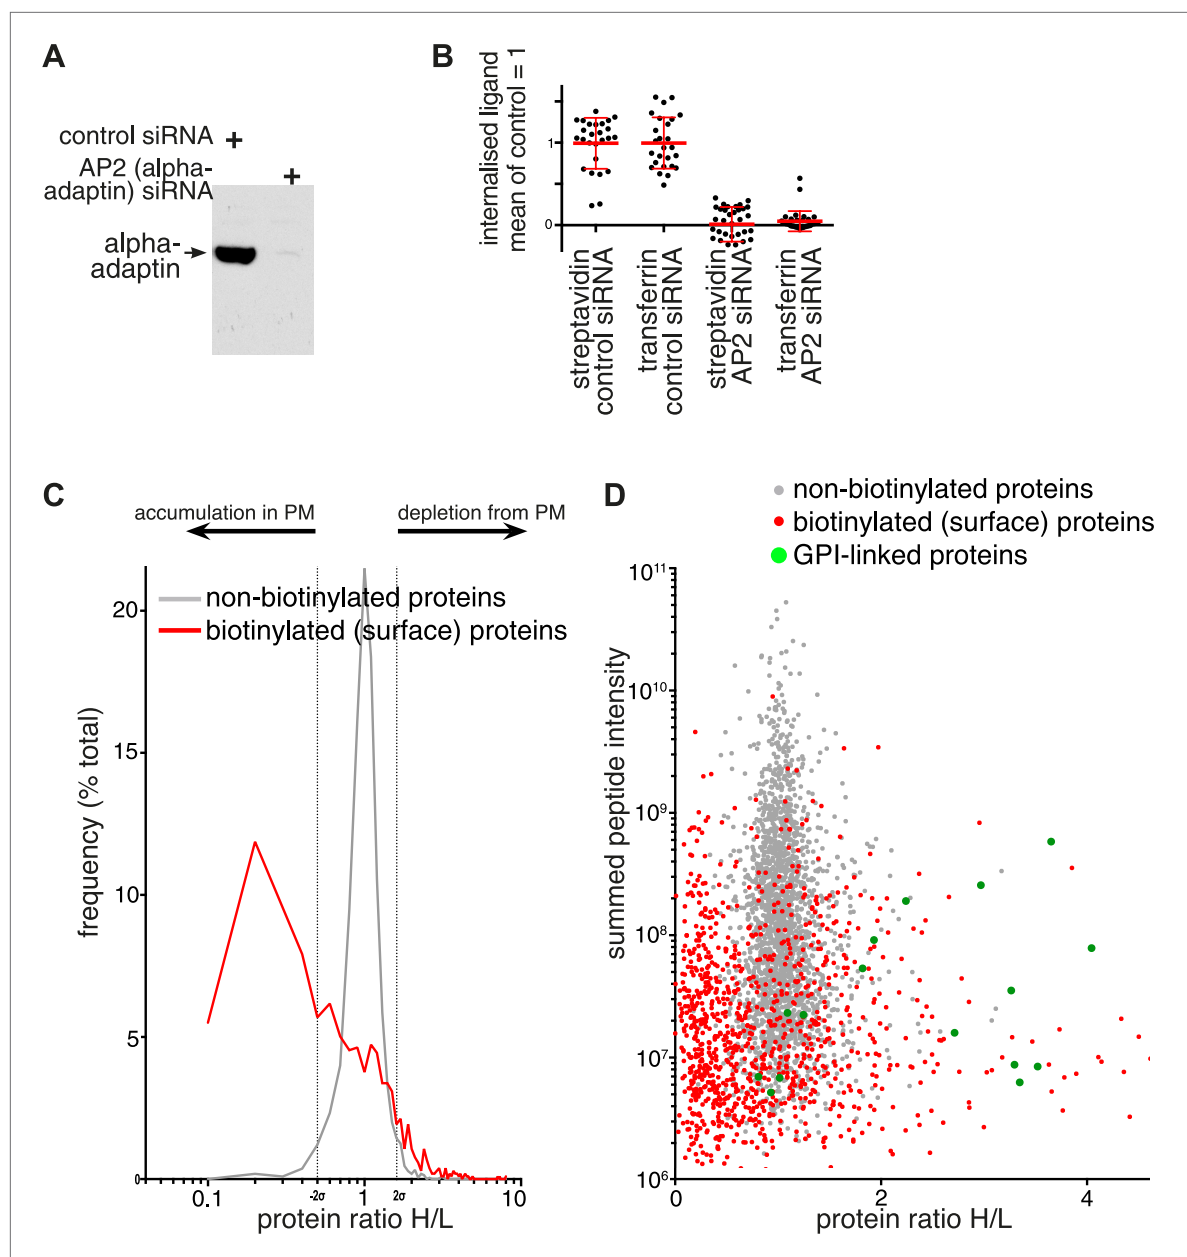 A
control siRNA +
AP2 (alpha-
adaptin) siRNA +
alpha-
adaptin
B
internalised ligand
mean of control = 1
1
0
streptavidin
control siRNA
transferrin
control siRNA
streptavidin
AP2 siRNA
transferrin
AP2 siRNA
C
accumulation in PM
depletion from PM
non-biotinylated proteins
biotinylated (surface) proteins
frequency (% total)
20
15
10
5
0
0.1
-2σ
1
2σ
10
protein ratio H/L
D
non-biotinylated proteins
biotinylated (surface) proteins
GPI-linked proteins
summed peptide intensity
10¹¹
10¹⁰
10⁹
10⁸
10⁷
10⁶
0
2
4
protein ratio H/L